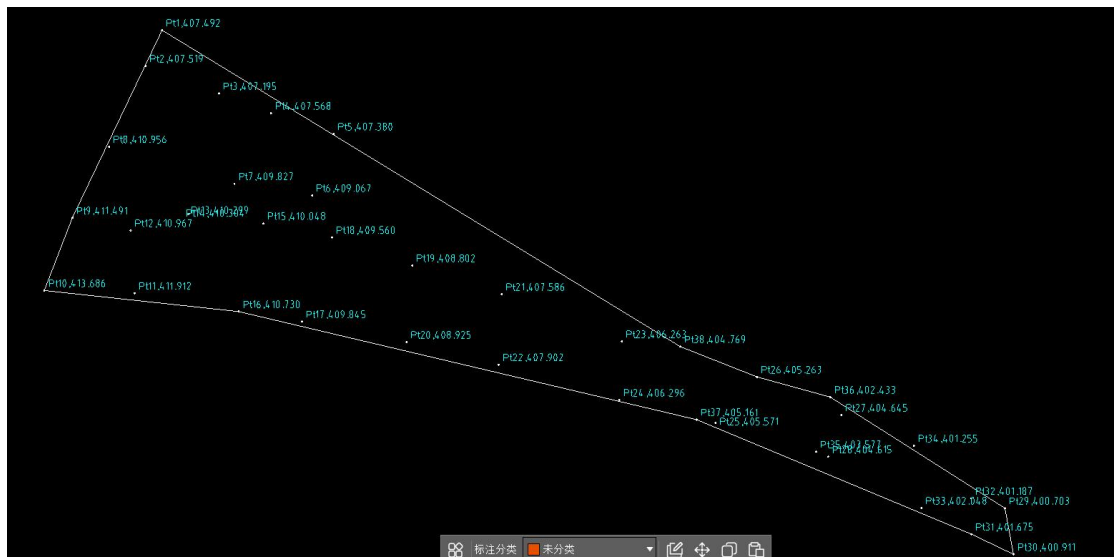 Pt1,407.492
Pt2,407.519
Pt3,407.195
Pt4,407.568
Pt5,407.380
Pt8,410.956
Pt7,409.827
Pt6,409.067
Pt9,411.491
Pt12,410.967
Pt15,410.048
Pt18,409.560
Pt19,408.802
Pt10,413.686
Pt11,411.912
Pt16,410.730
Pt17,409.845
Pt21,407.586
Pt20,408.925
Pt23,406.263
Pt38,404.769
Pt22,407.902
Pt26,405.263
Pt24,406.296
Pt36,402.433
Pt27,404.645
Pt37,405.161
Pt25,405.571
Pt34,401.255
Pt28,404.615
Pt32,401.187
Pt33,402.048
Pt29,400.703
Pt31,401.675
Pt30,400.911
标注分类 未分类